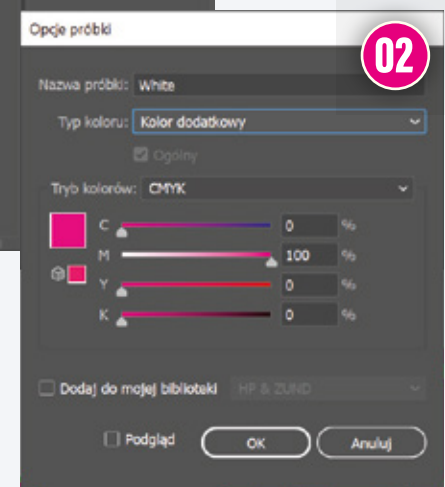 Opcje próbki
02
Nazwa próbki: White
Typ koloru: Kolor dodatkowy
Ogólny
Tryb kolorów: CMYK
C 0 %
M 100 %
Y 0 %
K 0 %
Dodaj do mojej biblioteki HP & ZUND
Podgląd OK Anuluj